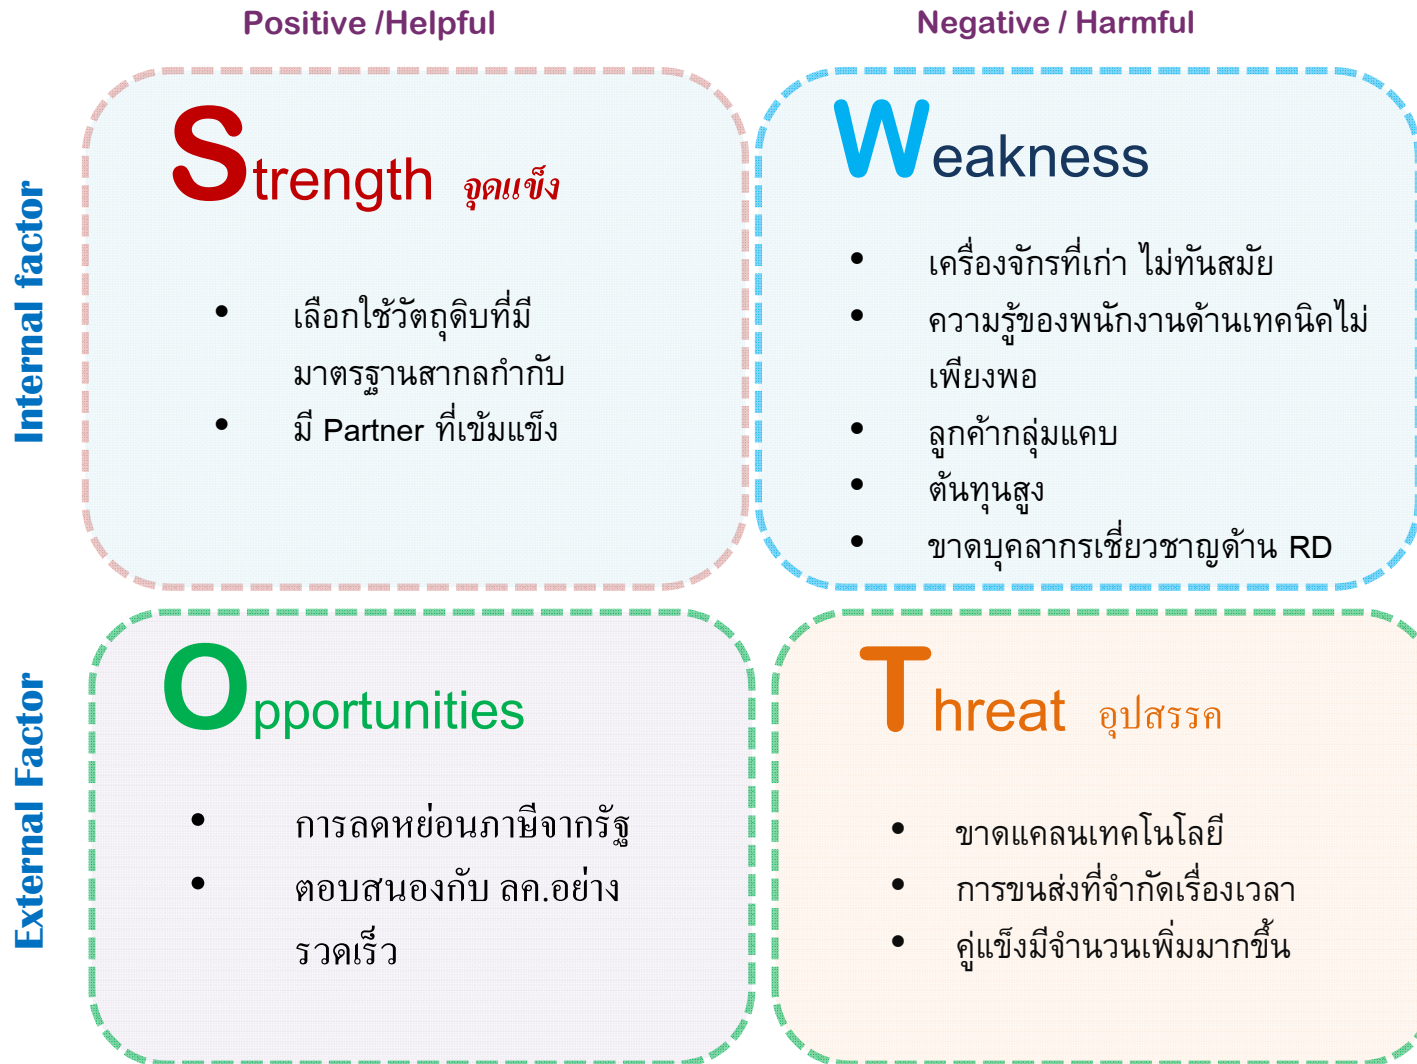 Positive /Helpful
Negative / Harmful
Internal factor
Strength จุดแข็ง
เลือกใช้วัตถุดิบที่มี
มาตรฐานสากลกำกับ
มี Partner ที่เข้มแข็ง
Weakness
เครื่องจักรที่เก่า ไม่ทันสมัย
ความรู้ของพนักงานด้านเทคนิคไม่
เพียงพอ
ลูกค้ากลุ่มแคบ
ต้นทุนสูง
ขาดบุคลากรเชี่ยวชาญด้าน RD
External Factor
Opportunities
การลดหย่อนภาษีจากรัฐ
ตอบสนองกับ ลค.อย่าง
รวดเร็ว
Threat อุปสรรค
ขาดแคลนเทคโนโลยี
การขนส่งที่จำกัดเรื่องเวลา
คู่แข็งมีจำนวนเพิ่มมากขึ้น